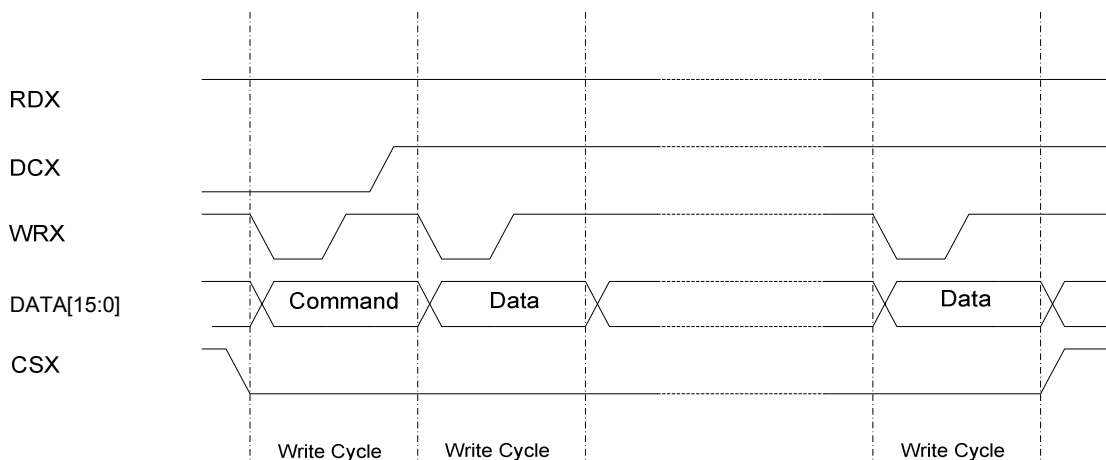 RDX
DCX
WRX
DATA[15:0]
Command
Data
Data
CSX
Write Cycle
Write Cycle
Write Cycle